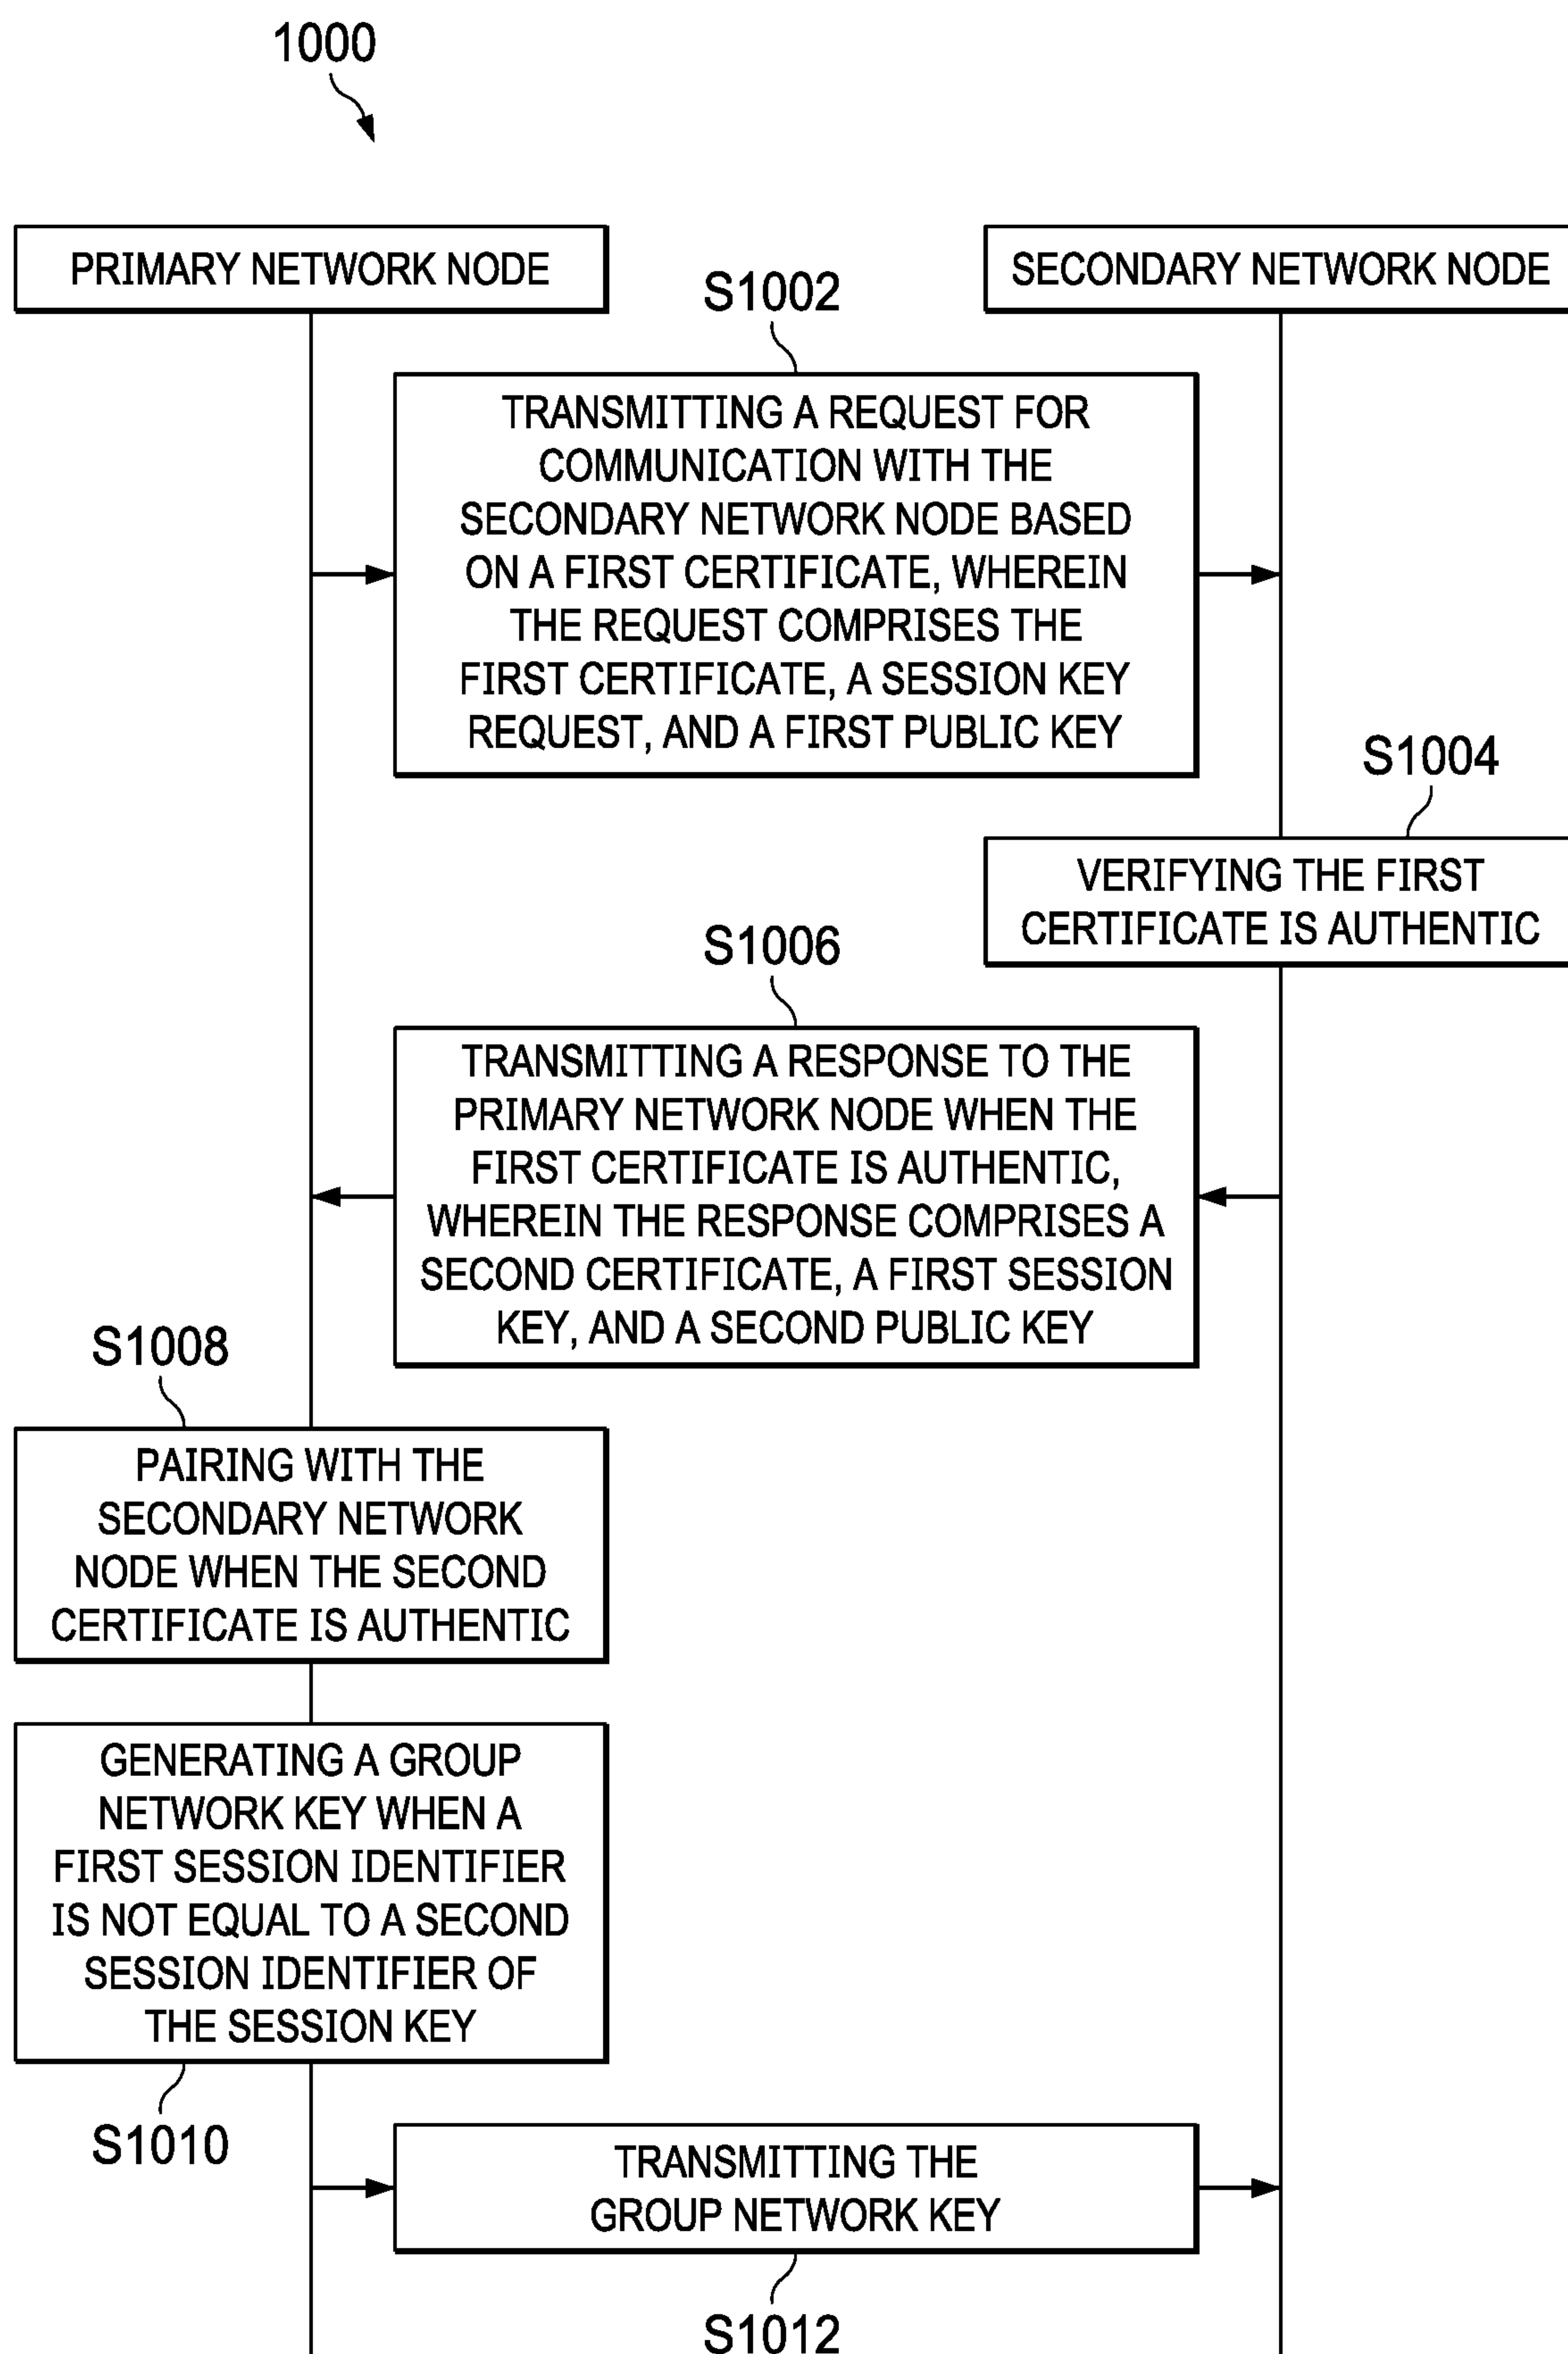 1000
PRIMARY NETWORK NODE
SECONDARY NETWORK NODE
S1002
TRANSMITTING A REQUEST FOR
COMMUNICATION WITH THE
SECONDARY NETWORK NODE BASED
ON A FIRST CERTIFICATE, WHEREIN
THE REQUEST COMPRISES THE
FIRST CERTIFICATE, A SESSION KEY
REQUEST, AND A FIRST PUBLIC KEY
S1004
VERIFYING THE FIRST
CERTIFICATE IS AUTHENTIC
S1006
TRANSMITTING A RESPONSE TO THE
PRIMARY NETWORK NODE WHEN THE
FIRST CERTIFICATE IS AUTHENTIC,
WHEREIN THE RESPONSE COMPRISES A
SECOND CERTIFICATE, A FIRST SESSION
KEY, AND A SECOND PUBLIC KEY
S1008
PAIRING WITH THE
SECONDARY NETWORK
NODE WHEN THE SECOND
CERTIFICATE IS AUTHENTIC
GENERATING A GROUP
NETWORK KEY WHEN A
FIRST SESSION IDENTIFIER
IS NOT EQUAL TO A SECOND
SESSION IDENTIFIER OF
THE SESSION KEY
S1010
TRANSMITTING THE
GROUP NETWORK KEY
S1012